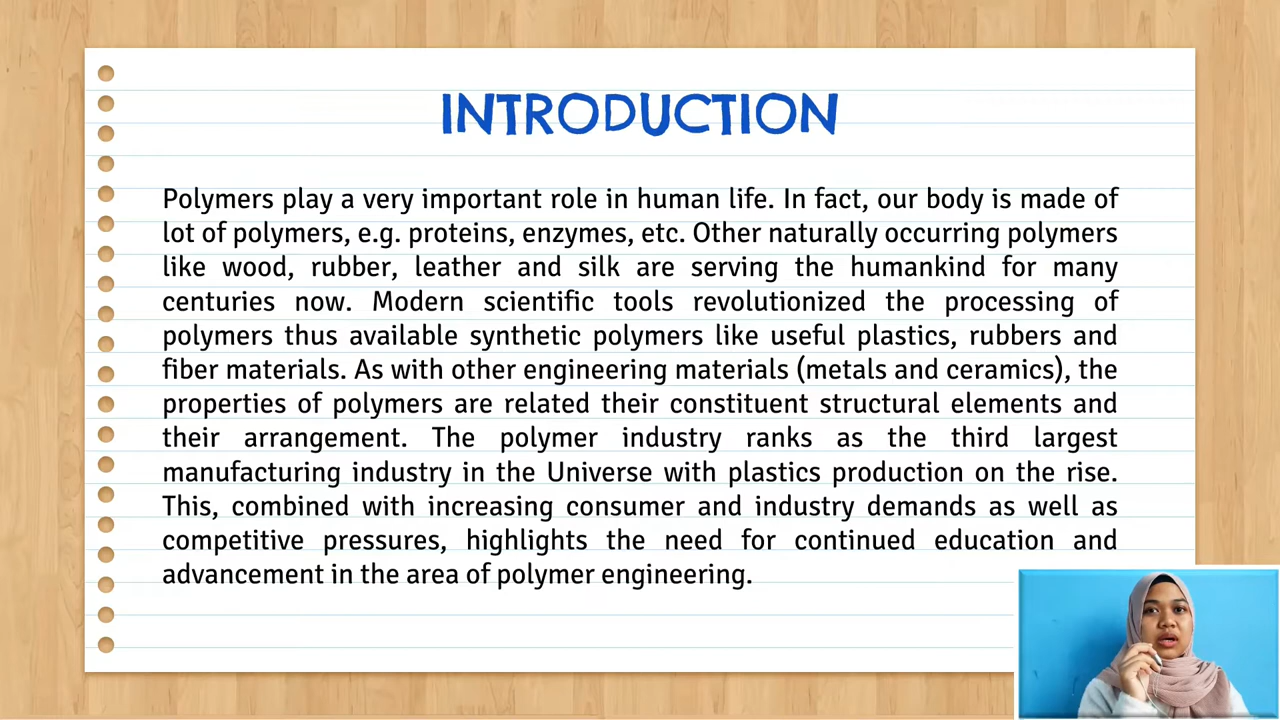 INTRODUCTION
Polymers play a very important role in human life. In fact, our body is made of
lot of polymers, e.g. proteins, enzymes, etc. Other naturally occurring polymers
like wood, rubber, leather and silk are serving the humankind for many
centuries now. Modern scientific tools revolutionized the processing of
polymers thus available synthetic polymers like useful plastics, rubbers and
fiber materials. As with other engineering materials (metals and ceramics), the
properties of polymers are related their constituent structural elements and
their arrangement. The polymer industry ranks as the third largest
manufacturing industry in the Universe with plastics production on the rise.
This, combined with increasing consumer and industry demands as well as
competitive pressures, highlights the need for continued education and
advancement in the area of polymer engineering.